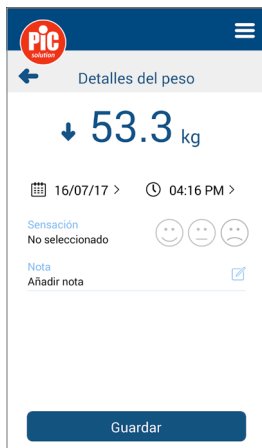 PiC
solution
Detalles del peso
53.3 kg
16/07/17 > 04:16 PM >
Sensación
No seleccionado
Nota
Añadir nota
Guardar